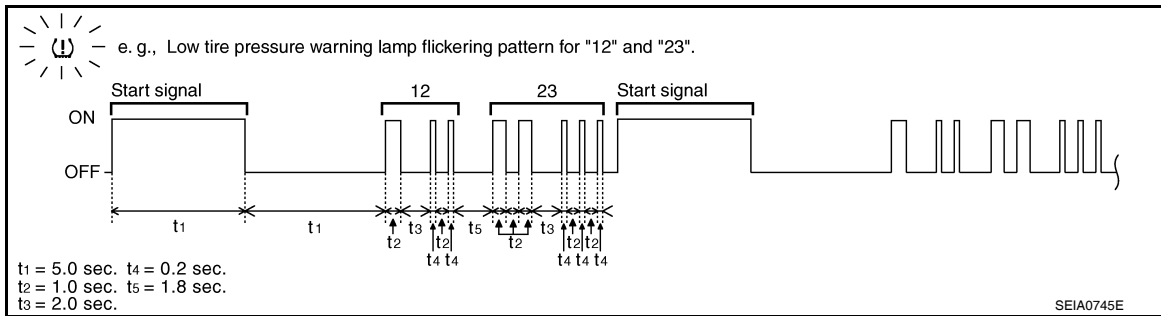 (!) e. g., Low tire pressure warning lamp flickering pattern for "12" and "23".
Start signal 12 23 Start signal
ON
OFF
t1 t1 t2 t3 t2 t5 t2 t3 t2 t2
t4 t4 t4 t4 t4
t1 = 5.0 sec. t4 = 0.2 sec.
t2 = 1.0 sec. t5 = 1.8 sec.
t3 = 2.0 sec.
SEIA0745E